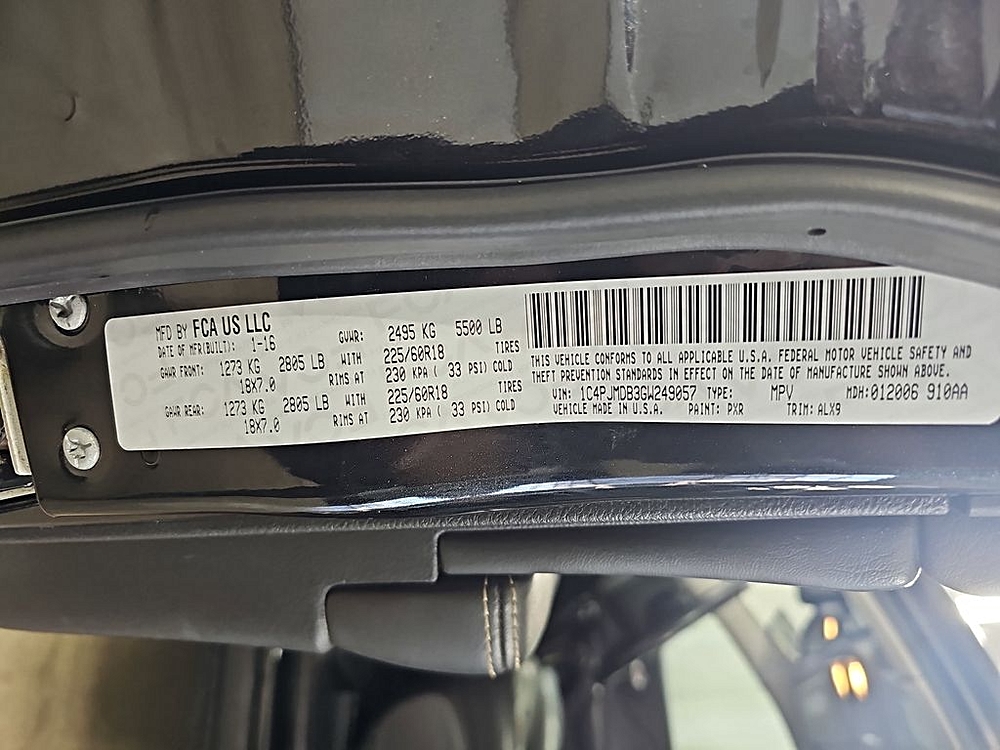 MFD BY FCA US LLC
DATE OF MFR(BUILT): 1-16 GVWR: 2495 KG 5500 LB
GAWR FRONT: 1273 KG 2805 LB WITH 225/60R18 TIRES
18X7.0 RIMS AT 230 KPA ( 33 PSI) COLD
GAWR REAR: 1273 KG 2805 LB WITH 225/60R18 TIRES
18X7.0 RIMS AT 230 KPA ( 33 PSI) COLD
THIS VEHICLE CONFORMS TO ALL APPLICABLE U.S.A. FEDERAL MOTOR VEHICLE SAFETY AND
THEFT PREVENTION STANDARDS IN EFFECT ON THE DATE OF MANUFACTURE SHOWN ABOVE.
VIN: 1C4PJMDB3GW249057 TYPE: MPV MDH:012006 910AA
VEHICLE MADE IN U.S.A. PAINT: PXR TRIM: ALX9